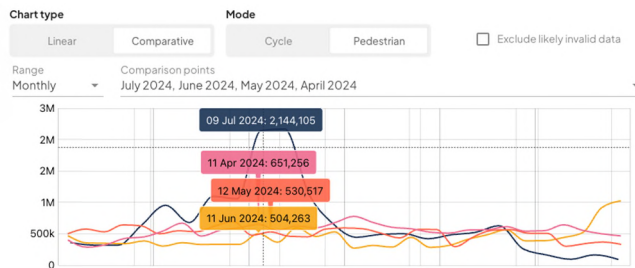 Chart type
Mode
Linear
Comparative
Cycle
Pedestrian
Exclude likely invalid data
Range
Comparison points
Monthly
July 2024, June 2024, May 2024, April 2024
3M
09 Jul 2024: 2,144,105
2M
11 Apr 2024: 651,256
2M
12 May 2024: 530,517
1M
11 Jun 2024: 504,263
500k
0